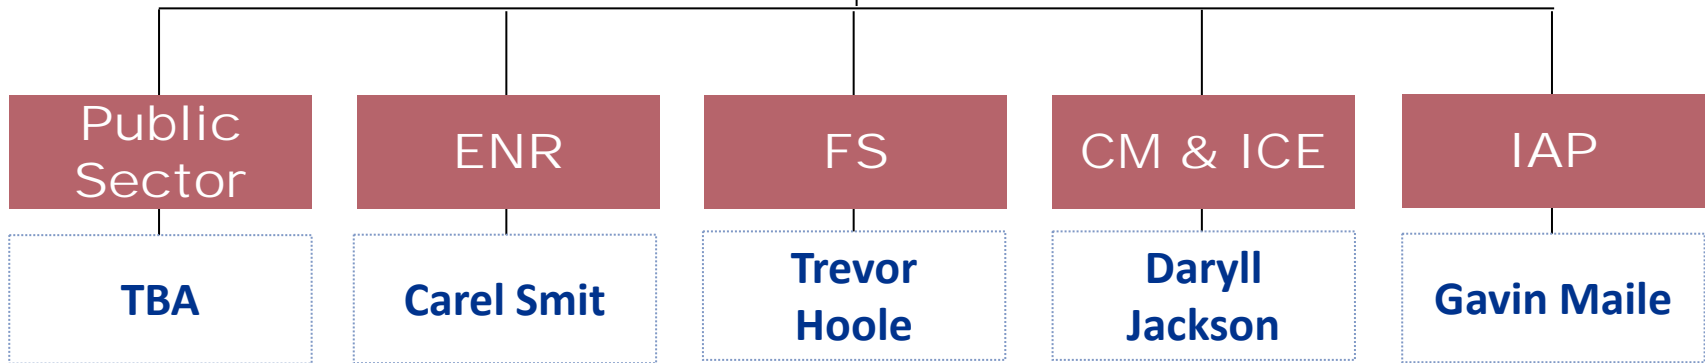 Public
Sector
ENR
FS
CM & ICE
IAP
TBA
Carel Smit
Trevor
Hoole
Daryll
Jackson
Gavin Maile